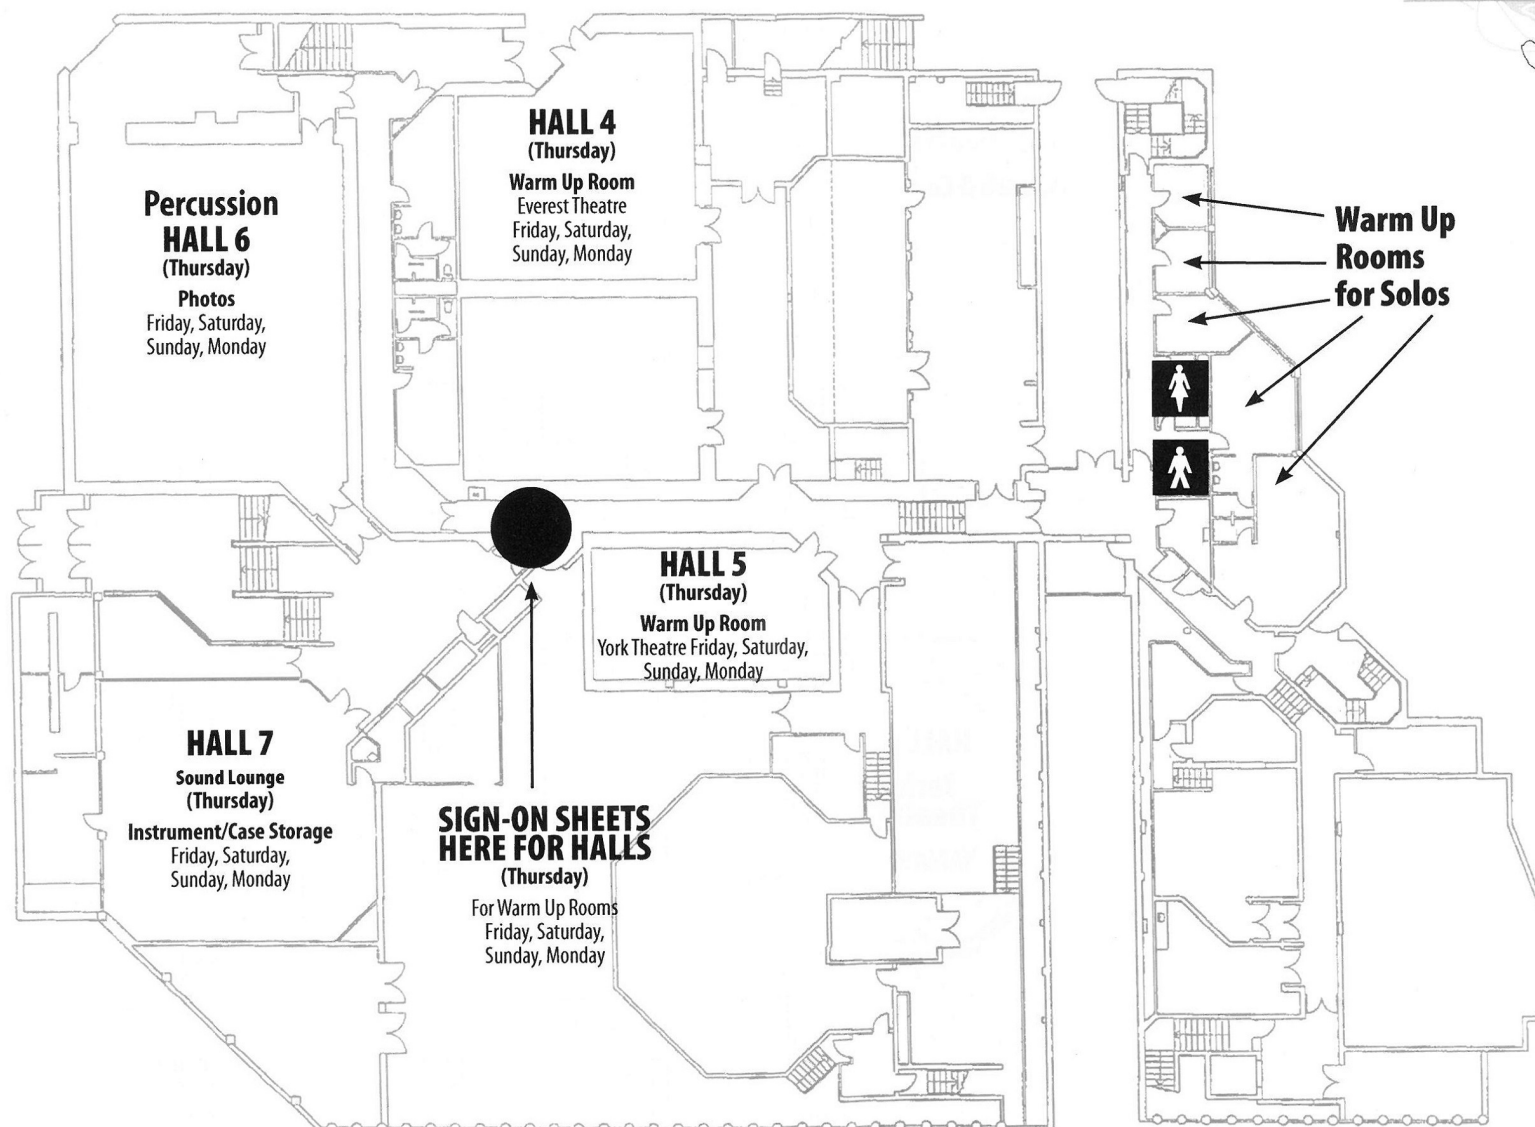 Percussion
HALL 6
(Thursday)
Photos
Friday, Saturday,
Sunday, Monday
HALL 4
(Thursday)
Warm Up Room
Everest Theatre
Friday, Saturday,
Sunday, Monday
Warm Up
Rooms
for Solos
HALL 5
(Thursday)
Warm Up Room
York Theatre Friday, Saturday,
Sunday, Monday
HALL 7
Sound Lounge
(Thursday)
Instrument/Case Storage
Friday, Saturday,
Sunday, Monday
SIGN-ON SHEETS
HERE FOR HALLS
(Thursday)
For Warm Up Rooms
Friday, Saturday,
Sunday, Monday